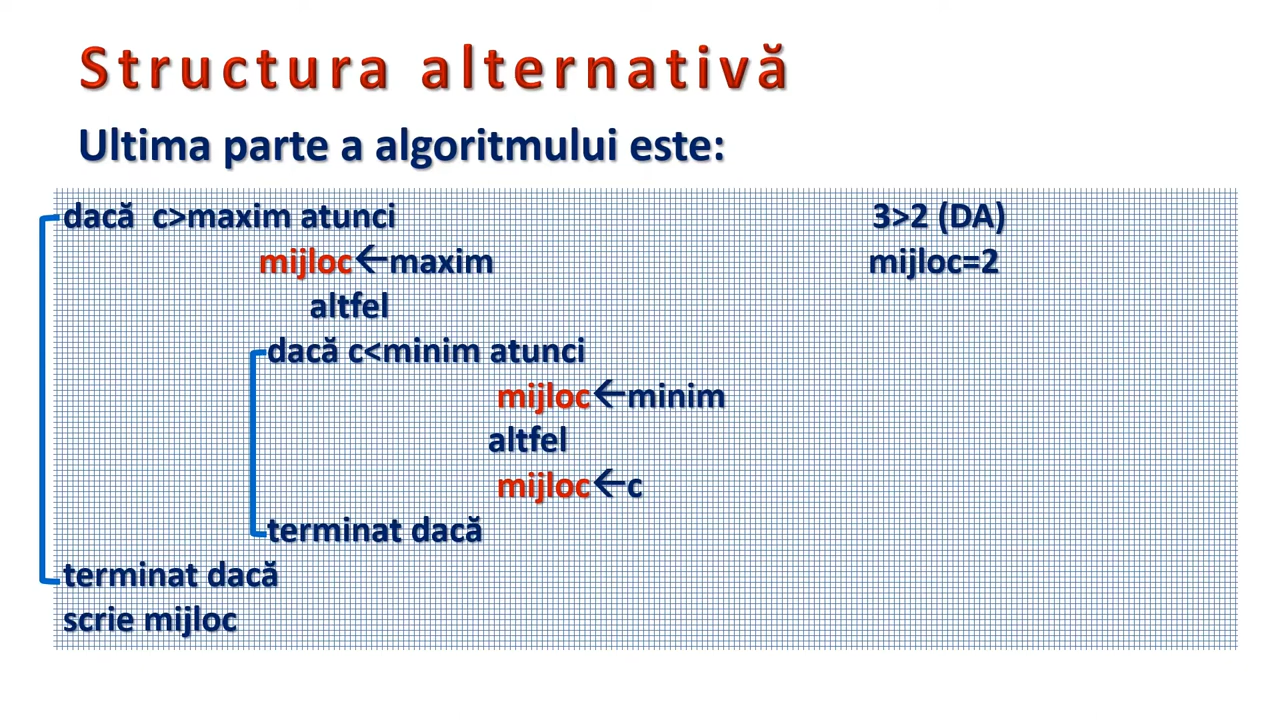 Structura alternativă
Ultima parte a algoritmului este:
dacă c>maxim atunci 3>2 (DA)
mijloc←maxim mijloc=2
altfel
dacă c<minim atunci
mijloc←minim
altfel
mijloc←c
terminat dacă
terminat dacă
scrie mijloc